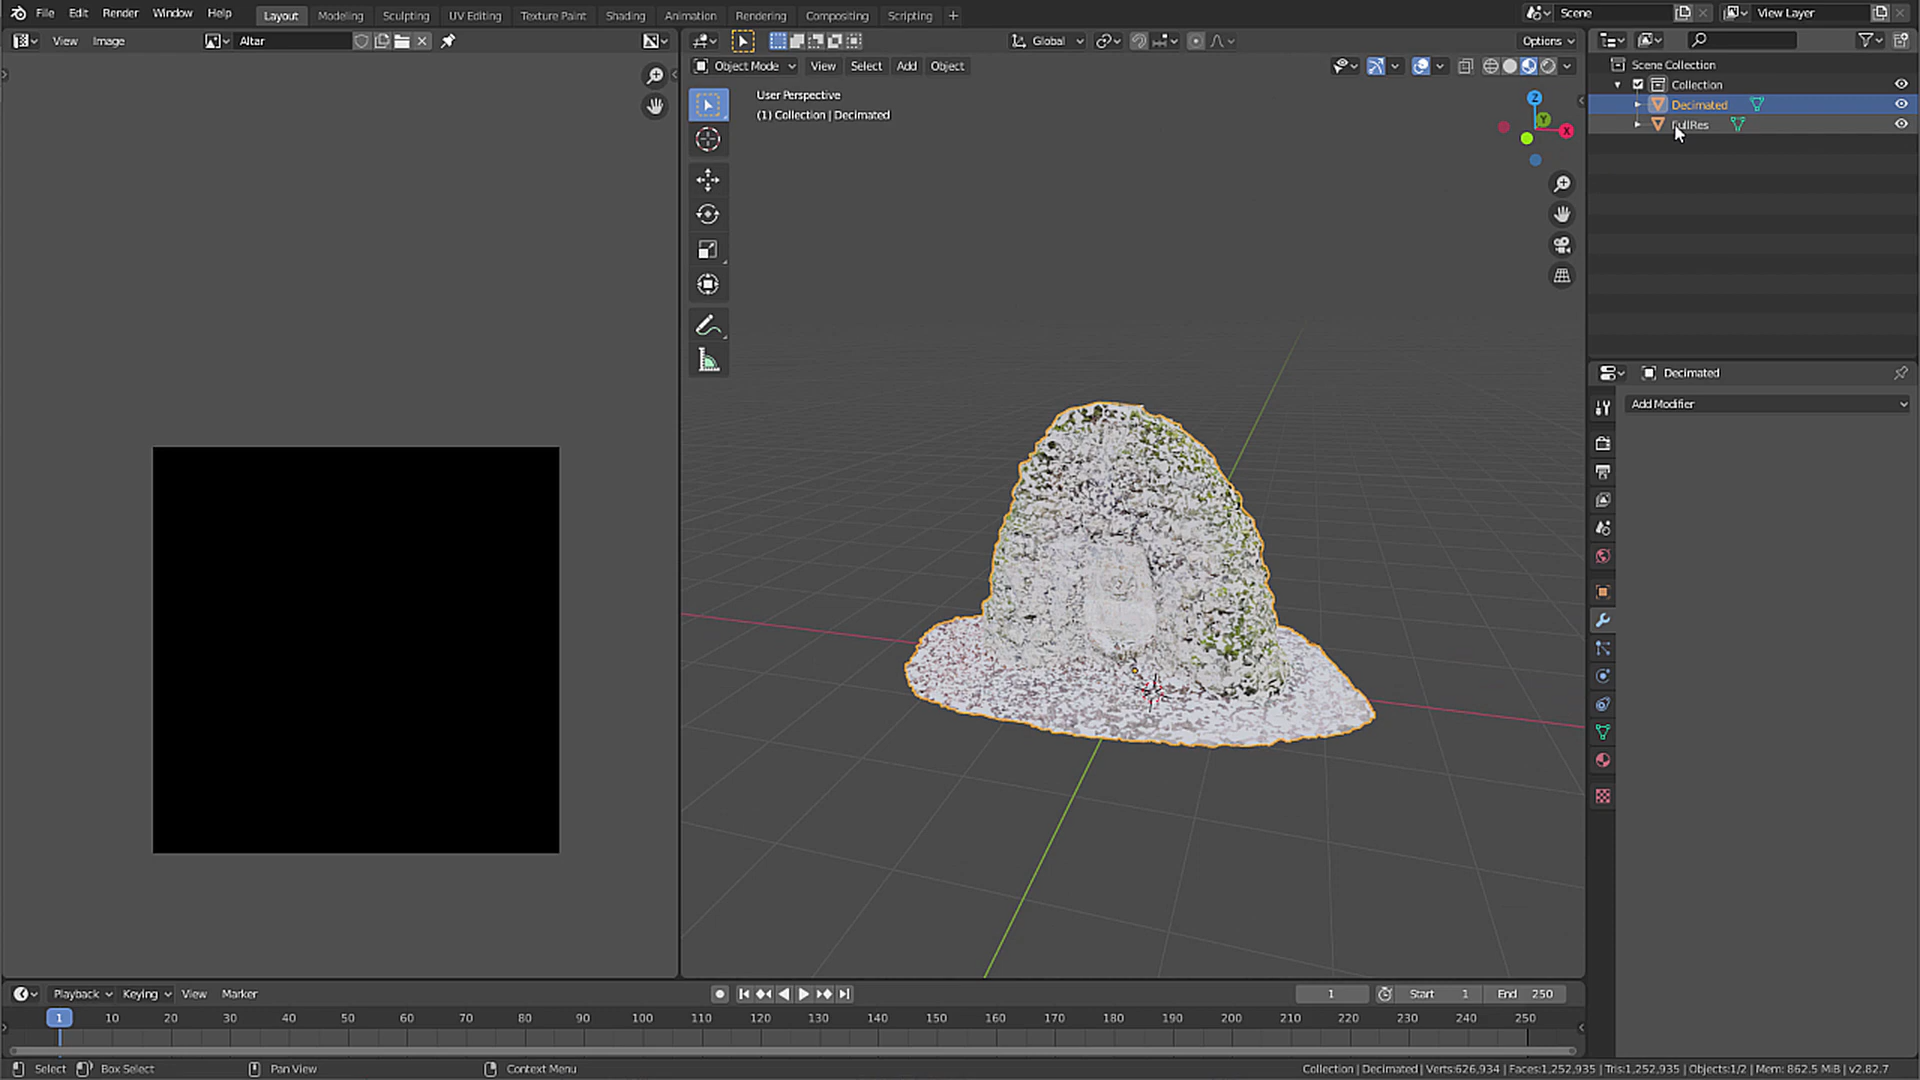 File Edit Render Window Help Layout Modeling Sculpting UV Editing Texture Paint Shading Animation Rendering Compositing Scripting + Scene View Layer
View Image Altar Global Options
Object Mode View Select Add Object
User Perspective
(1) Collection | Decimated
Z
Y
X
Scene Collection
Collection
Decimated
FullRes
Decimated
Add Modifier
Playback Keying View Marker 1 Start 1 End 250
1 10 20 30 40 50 60 70 80 90 100 110 120 130 140 150 160 170 180 190 200 210 220 230 240 250
Select Box Select Pan View Context Menu Collection | Decimated | Verts:626,934 | Faces:1,252,935 | Tris:1,252,935 | Objects:1/2 | Mem: 862.5 MiB | v2.82.7